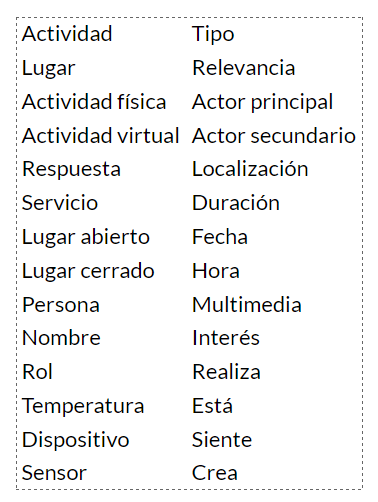 Actividad Tipo
Lugar Relevancia
Actividad física Actor principal
Actividad virtual Actor secundario
Respuesta Localización
Servicio Duración
Lugar abierto Fecha
Lugar cerrado Hora
Persona Multimedia
Nombre Interés
Rol Realiza
Temperatura Está
Dispositivo Siente
Sensor Crea